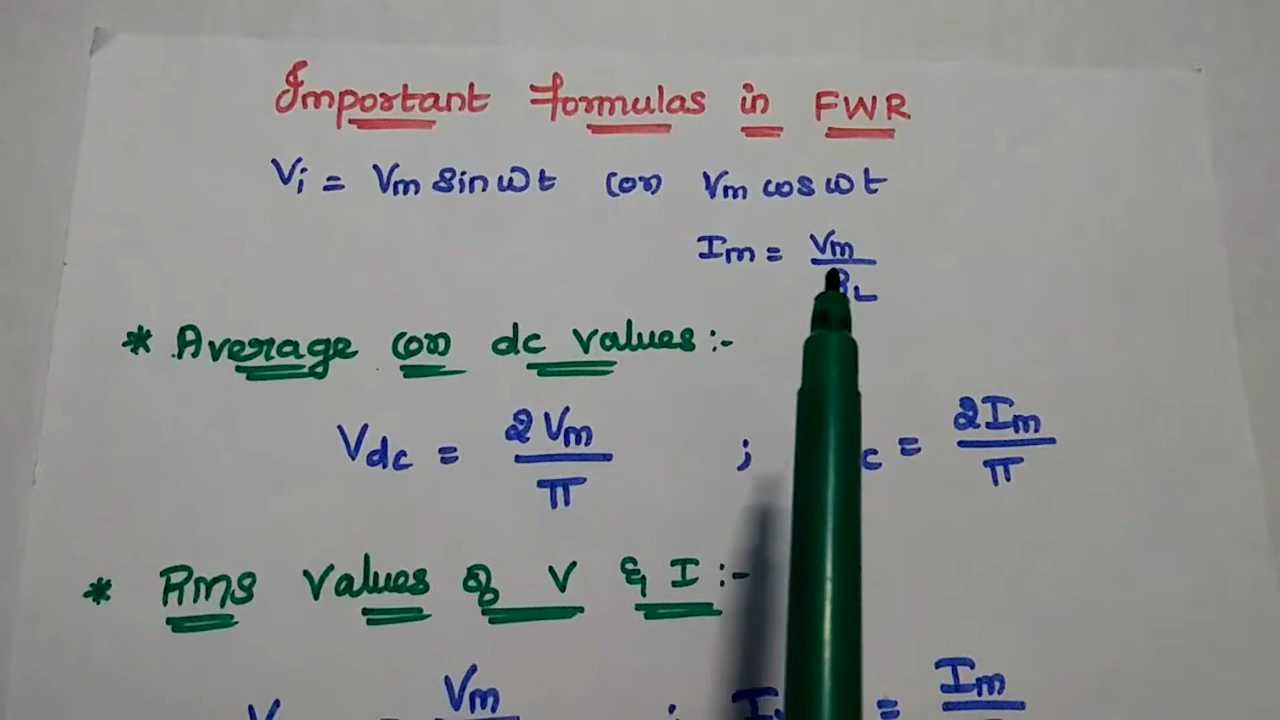 Important formulas in FWR
Vi = Vm sin ωt (or) Vm cos ωt
Im = Vm / RL
* Average (or) dc values :-
Vdc = 2Vm / π ; c = 2Im / π
* Rms Values of V & I :-
V Vm ; I = Im